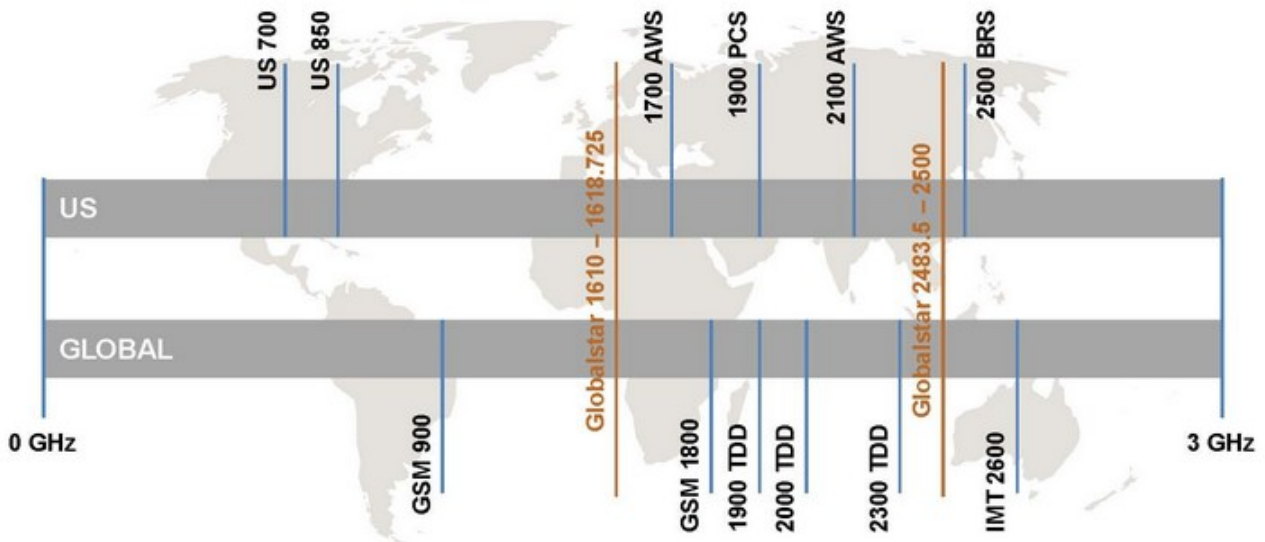 US 700
US 850
1700 AWS
1900 PCS
2100 AWS
2500 BRS
Globalstar 1610 – 1618.725
Globalstar 2483.5 – 2500
US
GLOBAL
0 GHz
3 GHz
GSM 900
GSM 1800
1900 TDD
2000 TDD
2300 TDD
IMT 2600